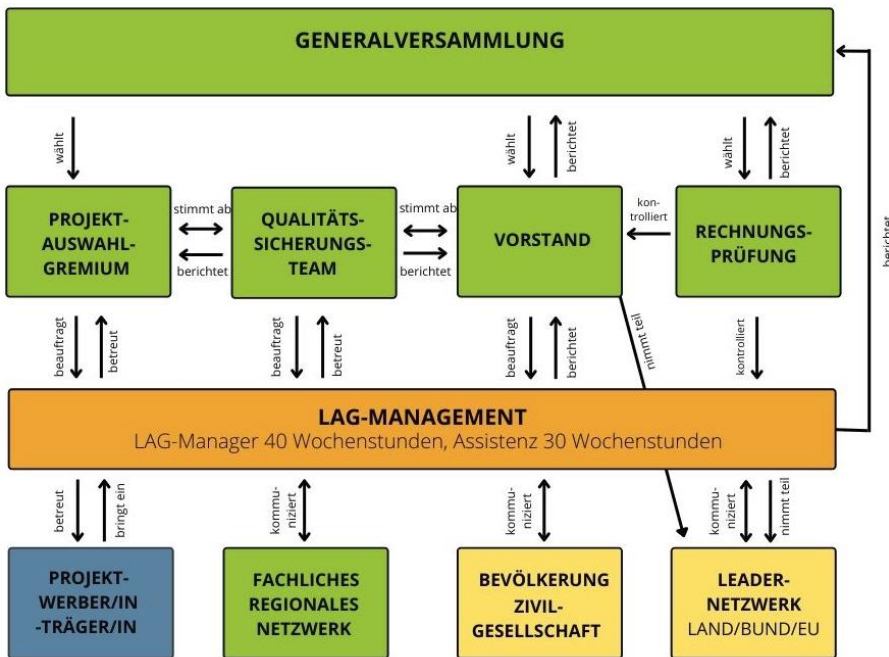 GENERALVERSAMMLUNG
wählt
wählt
berichtet
wählt
berichtet
berichtet
PROJEKT-
AUSWAHL-
GREMIUM
stimmt ab
berichtet
QUALITÄTS-
SICHERUNGS-
TEAM
stimmt ab
berichtet
VORSTAND
kon-
trolliert
RECHNUNGS-
PRÜFUNG
beauftragt
betreut
beauftragt
betreut
beauftragt
berichtet
nimmt teil
kontrolliert
LAG-MANAGEMENT
LAG-Manager 40 Wochenstunden, Assistenz 30 Wochenstunden
betreut
bringt ein
kommu-
niziert
kommu-
niziert
kommu-
niziert
nimmt teil
PROJEKT-
WERBER/IN
-TRÄGER/IN
FACHLICHES
REGIONALES
NETZWERK
BEVÖLKERUNG
ZIVIL-
GESELLSCHAFT
LEADER-
NETZWERK
LAND/BUND/EU